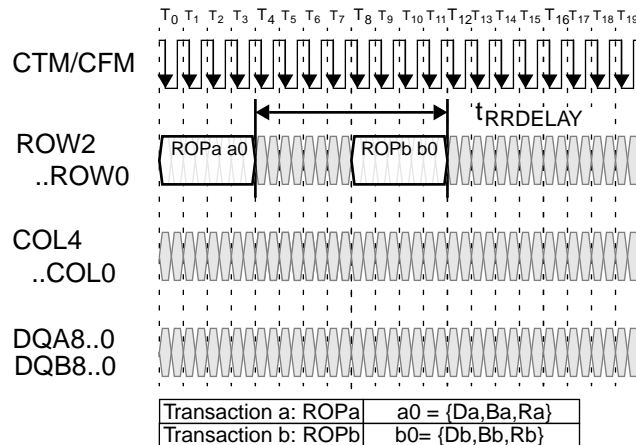 T0 T1 T2 T3 T4 T5 T6 T7 T8 T9 T10 T11 T12 T13 T14 T15 T16 T17 T18 T19
CTM/CFM
tRRDELAY
ROW2
..ROW0
ROPa a0 ROPb b0
COL4
..COL0
DQA8..0
DQB8..0
Transaction a: ROPa a0 = {Da,Ba,Ra}
Transaction b: ROPb b0= {Db,Bb,Rb}